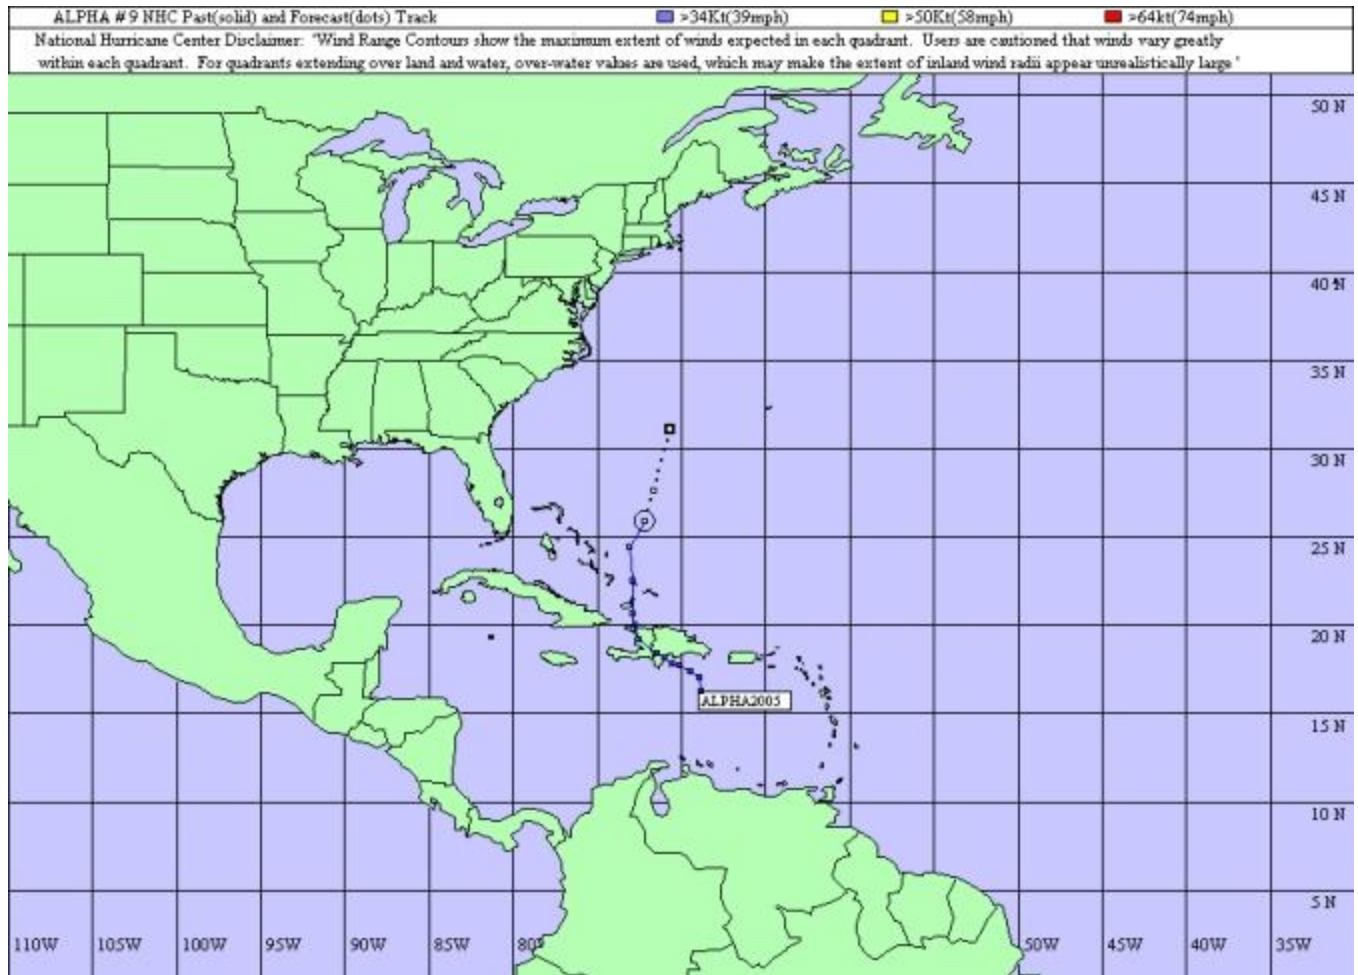 ALPHA # 9 NHC Past(solid) and Forecast(dots) Track >34Kt(39mph) >50Kt(58mph) >64kt(74mph)
National Hurricane Center Disclaimer: "Wind Range Contours show the maximum extent of winds expected in each quadrant. Users are cautioned that winds vary greatly
within each quadrant. For quadrants extending over land and water, over-water values are used, which may make the extent of inland wind radii appear unrealistically large"
50 N
45 N
40 N
35 N
30 N
25 N
20 N
ALPHA2005
15 N
10 N
5 N
110W 105W 100W 95W 90W 85W 80° 50W 45W 40W 35W